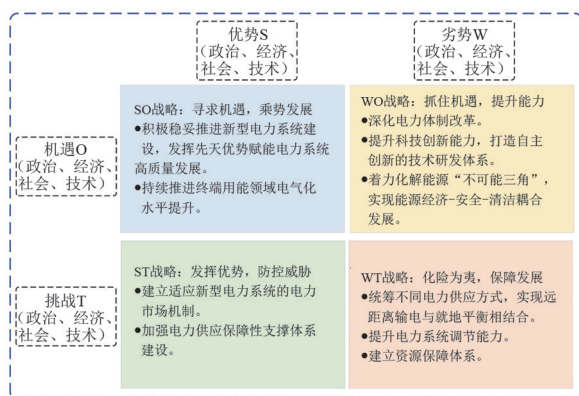 优势S
(政治、经济、
社会、技术)
劣势W
(政治、经济、
社会、技术)
机遇O
(政治、经济、
社会、技术)
SO战略：寻求机遇，乘势发展
●积极稳妥推进新型电力系统建
设，发挥先天优势赋能电力系统
高质量发展。
●持续推进终端用能领域电气化
水平提升。
WO战略：抓住机遇，提升能力
●深化电力体制改革。
●提升科技创新能力，打造自主
创新的技术研发体系。
●着力化解能源“不可能三角”，
实现能源经济-安全-清洁耦合
发展。
挑战T
(政治、经济、
社会、技术)
ST战略：发挥优势，防控威胁
●建立适应新型电力系统的电力
市场机制。
●加强电力供应保障性支撑体系
建设。
WT战略：化险为夷，保障发展
●统筹不同电力供应方式，实现远
距离输电与就地平衡相结合。
●提升电力系统调节能力。
●建立资源保障体系。